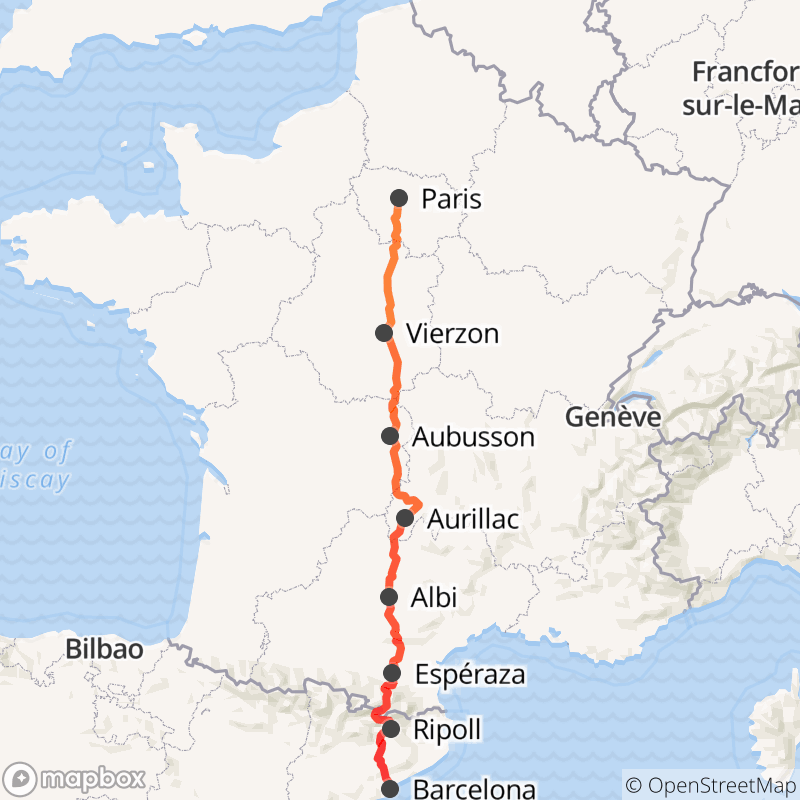 Francfor
sur-le-Ma
Paris
Vierzon
Genève
Aubusson
ay of
iscay
Aurillac
Albi
Bilbao
Espéraza
Ripoll
Barcelona
mapbox
© OpenStreetMap